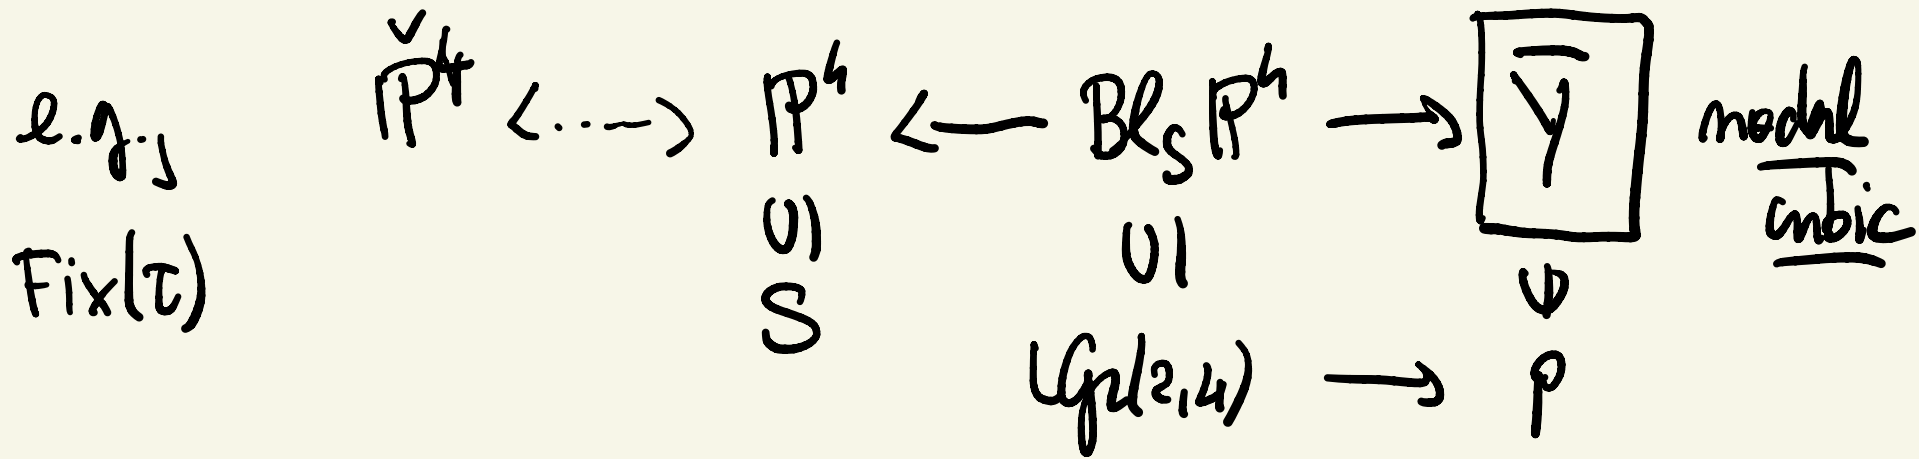 e.g., P̌⁴ <·····> P⁴ ← Bl_S P⁴ → Y̅ nodal
∪| ∪| cubic
Fix(τ) S ψ
LGr(2,4) → p